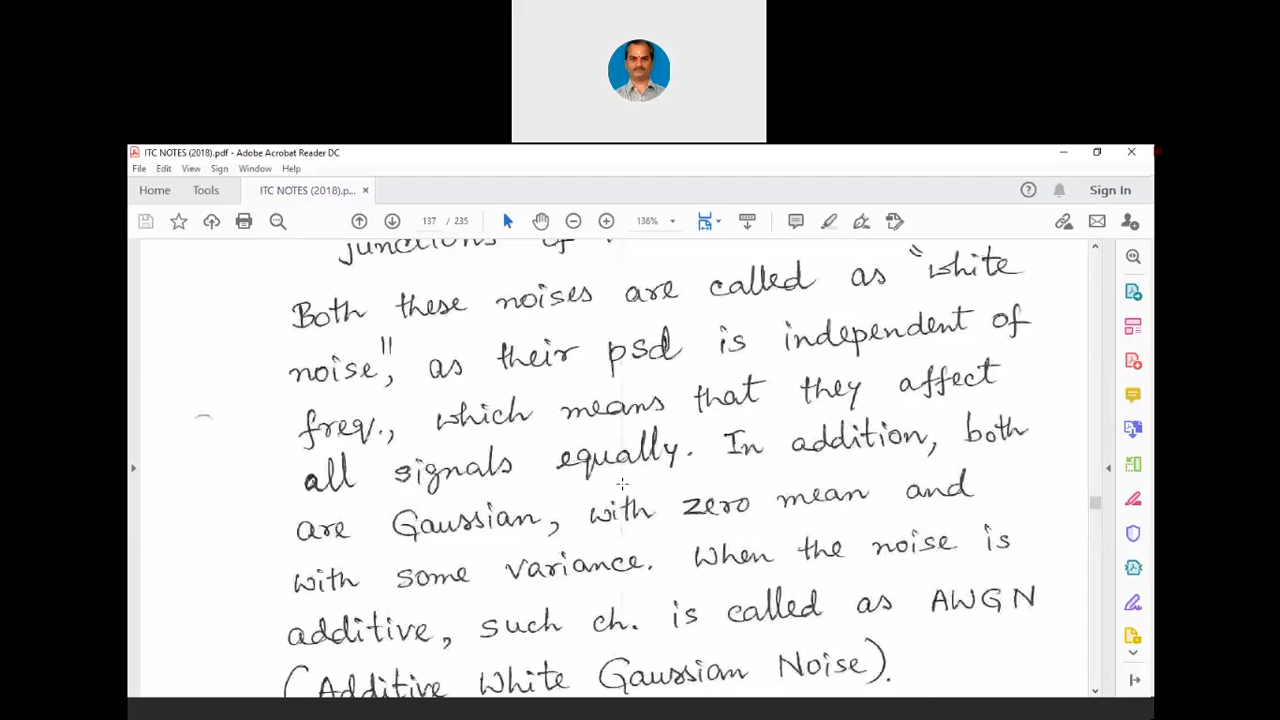 ITC NOTES (2018).pdf - Adobe Acrobat Reader DC
File Edit View Sign Window Help
Home Tools ITC NOTES (2018).p... × Sign In
137 / 235 136%
junctions of
Both these noises are called as "white
noise", as their psd is independent of
freq., which means that they affect
all signals equally. In addition, both
are Gaussian, with zero mean and
with some variance. When the noise is
additive, such ch. is called as AWGN
(Additive White Gaussian Noise).